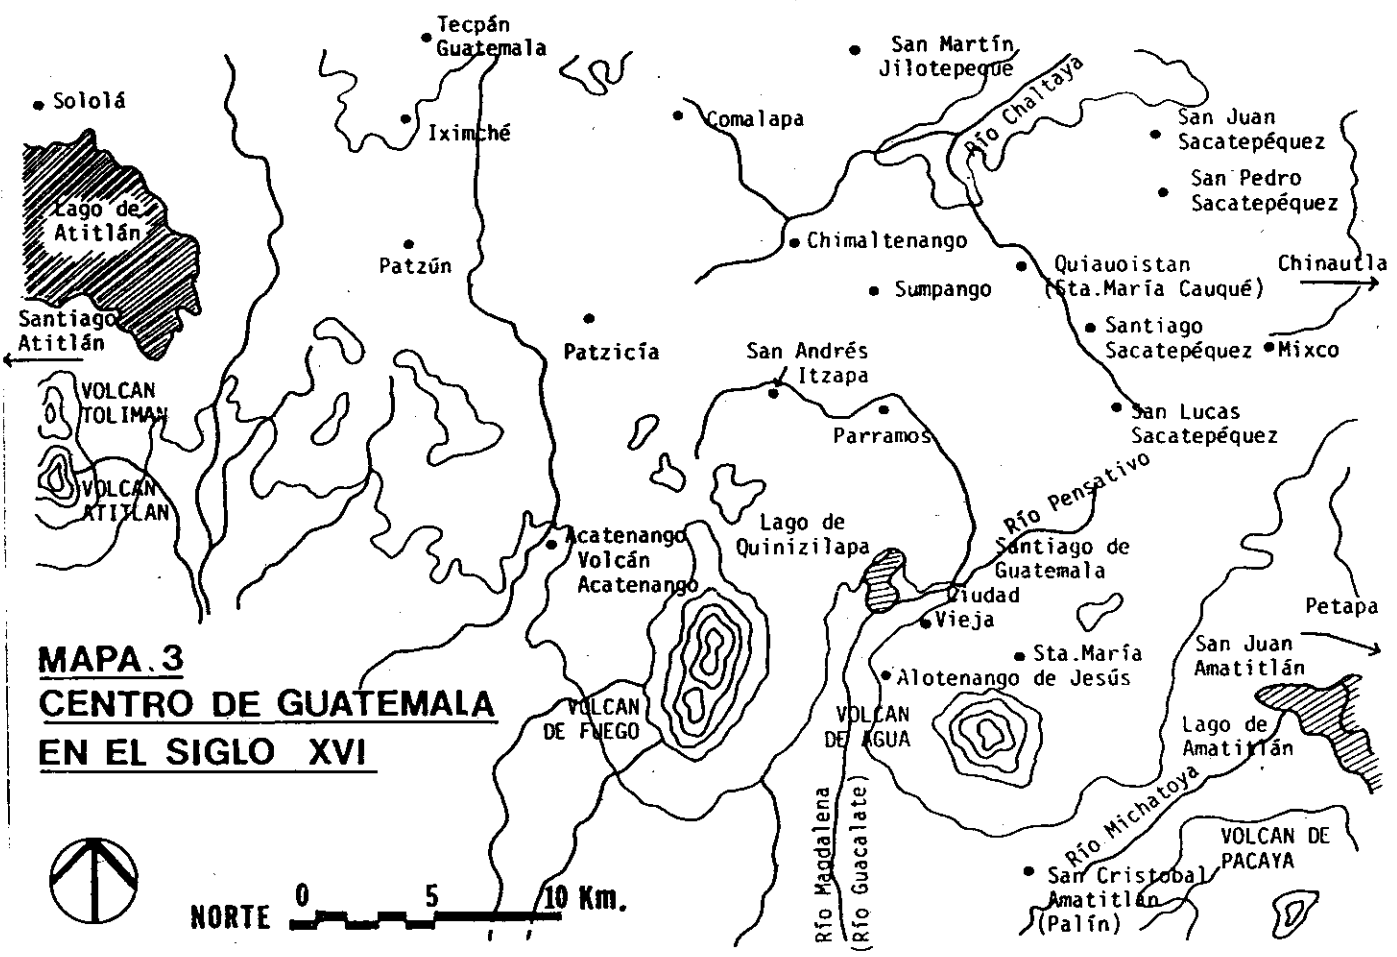 Tecpán
Guatemala
San Martín
Jilotepeque
Río Chaltaya
Sololá
Iximché
Comalapa
San Juan
Sacatepéquez
San Pedro
Sacatepéquez
Lago de
Atitlán
Patzún
Chimaltenango
Quiauoistan
(Sta.María Cauqué)
Chinautla
Sumpango
Santiago
Atitlán
Patzicía
San Andrés
Itzapa
Santiago
Sacatepéquez
Mixco
VOLCAN
TOLIMAN
Parramos
San Lucas
Sacatepéquez
VOLCAN
ATITLAN
Río Pensativo
Acatenango
Volcán
Acatenango
Lago de
Quinizilapa
Santiago de
Guatemala
Ciudad
Vieja
Petapa
MAPA.3
CENTRO DE GUATEMALA
EN EL SIGLO XVI
Sta.María
de Jesús
Alotenango
San Juan
Amatitlán
VOLCAN
DE FUEGO
VOLCAN
DE AGUA
Lago de
Amatitlán
Río Magdalena
(Río Guacalate)
Río Michatoya
VOLCAN DE
PACAYA
San Cristobal
Amatitlán
(Palín)
NORTE
0 5 10 Km.